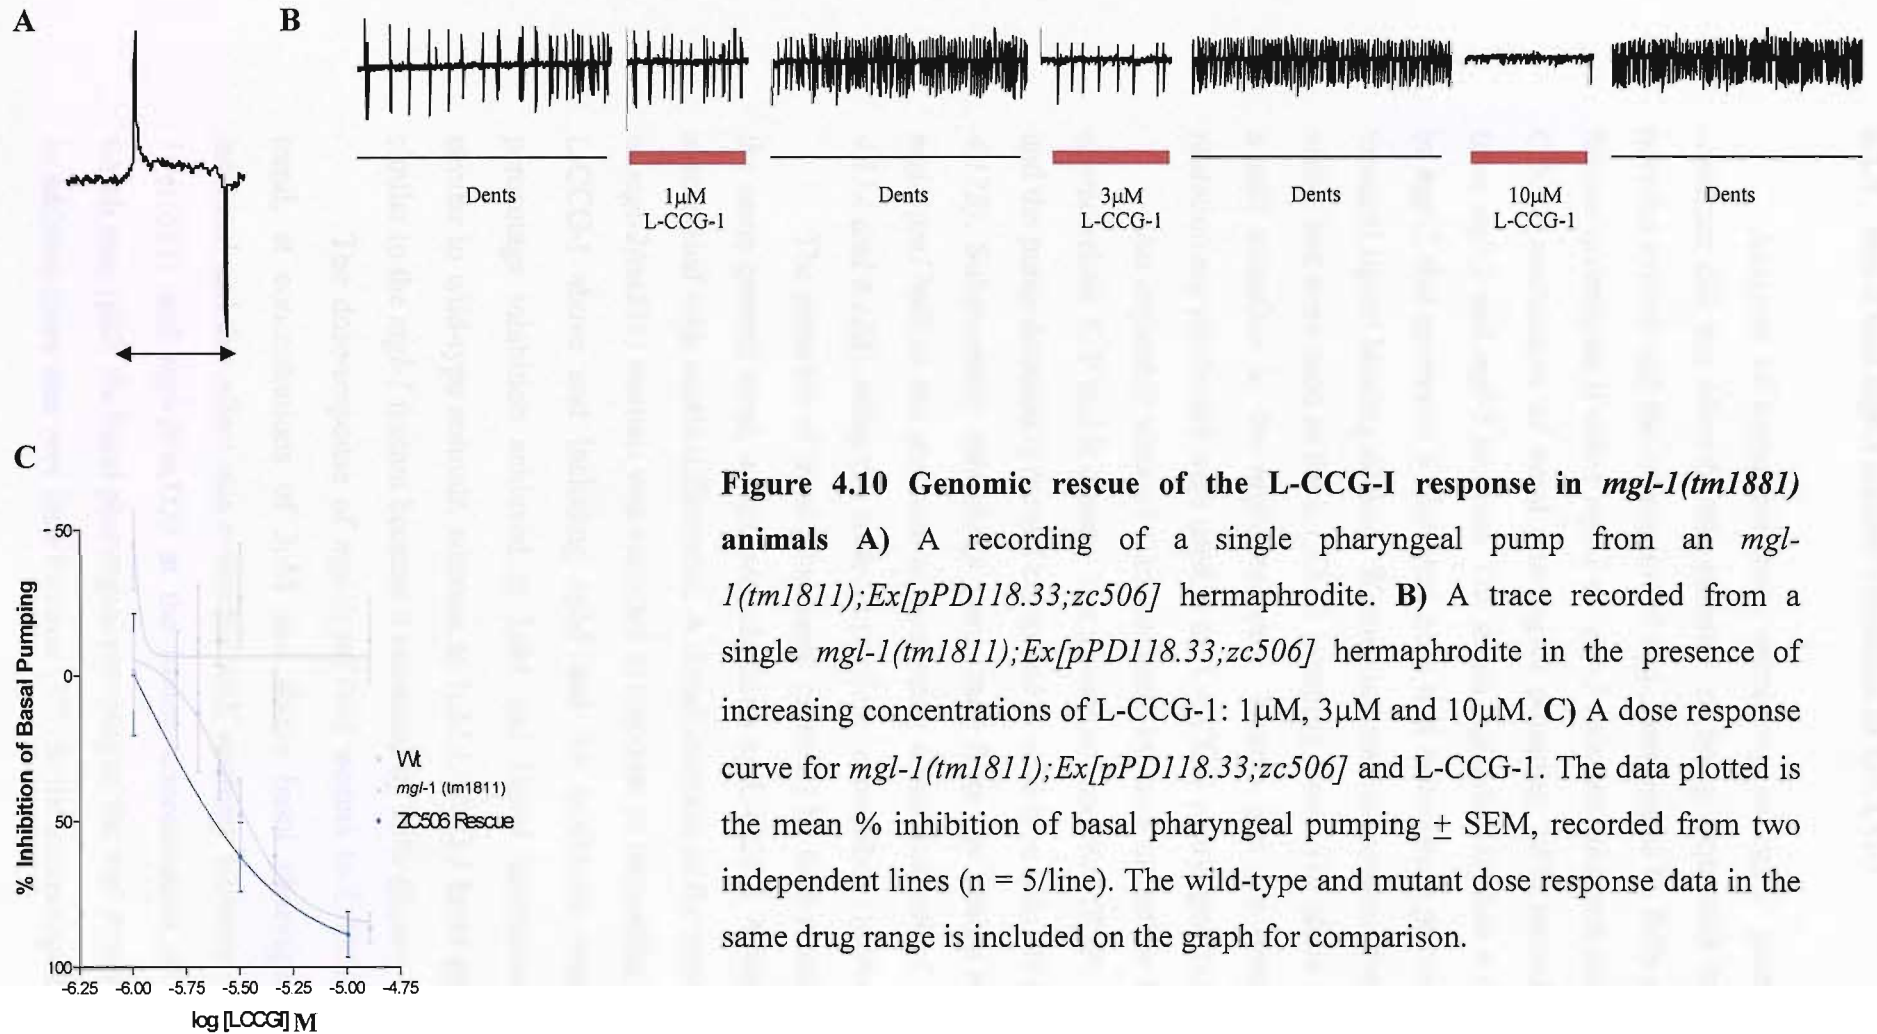 A
B
Dents
1µM
L-CCG-1
Dents
3µM
L-CCG-1
Dents
10µM
L-CCG-1
Dents
C
% Inhibition of Basal Pumping
- 50
0
50
100
-6.25 -6.00 -5.75 -5.50 -5.25 -5.00 -4.75
log [LCCGI] M
Wt
mgl-1 (tm1811)
ZC506 Rescue
Figure 4.10 Genomic rescue of the L-CCG-I response in mgl-1(tm1881)
animals A) A recording of a single pharyngeal pump from an mgl-
1(tm1811);Ex[pPD118.33;zc506] hermaphrodite. B) A trace recorded from a
single mgl-1(tm1811);Ex[pPD118.33;zc506] hermaphrodite in the presence of
increasing concentrations of L-CCG-1: 1µM, 3µM and 10µM. C) A dose response
curve for mgl-1(tm1811);Ex[pPD118.33;zc506] and L-CCG-1. The data plotted is
the mean % inhibition of basal pharyngeal pumping ± SEM, recorded from two
independent lines (n = 5/line). The wild-type and mutant dose response data in the
same drug range is included on the graph for comparison.